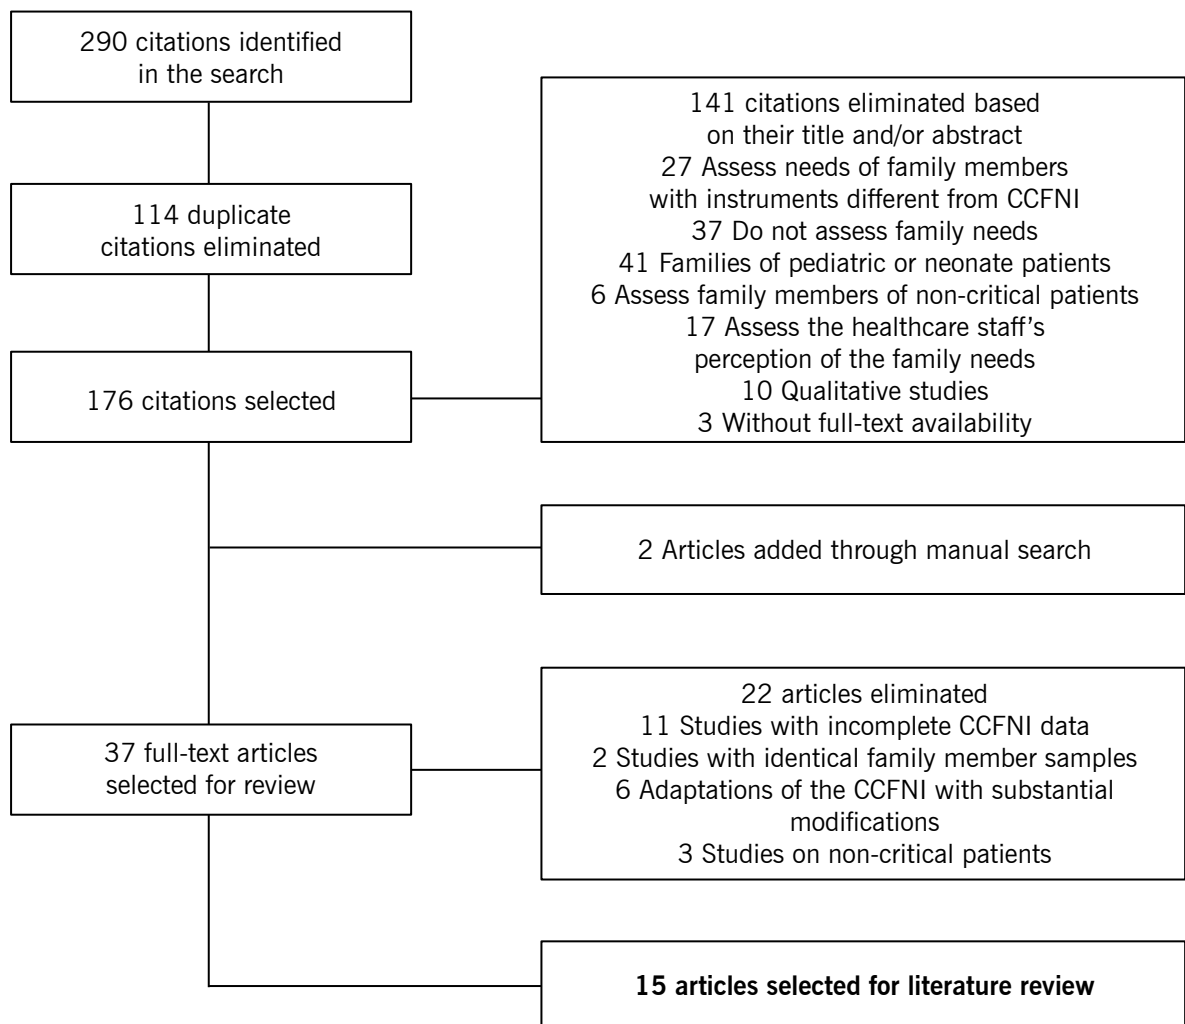 290 citations identified
in the search
141 citations eliminated based
on their title and/or abstract
27 Assess needs of family members
with instruments different from CCFNI
37 Do not assess family needs
41 Families of pediatric or neonate patients
6 Assess family members of non-critical patients
17 Assess the healthcare staff's
perception of the family needs
10 Qualitative studies
3 Without full-text availability
114 duplicate
citations eliminated
176 citations selected
2 Articles added through manual search
37 full-text articles
selected for review
22 articles eliminated
11 Studies with incomplete CCFNI data
2 Studies with identical family member samples
6 Adaptations of the CCFNI with substantial
modifications
3 Studies on non-critical patients
15 articles selected for literature review